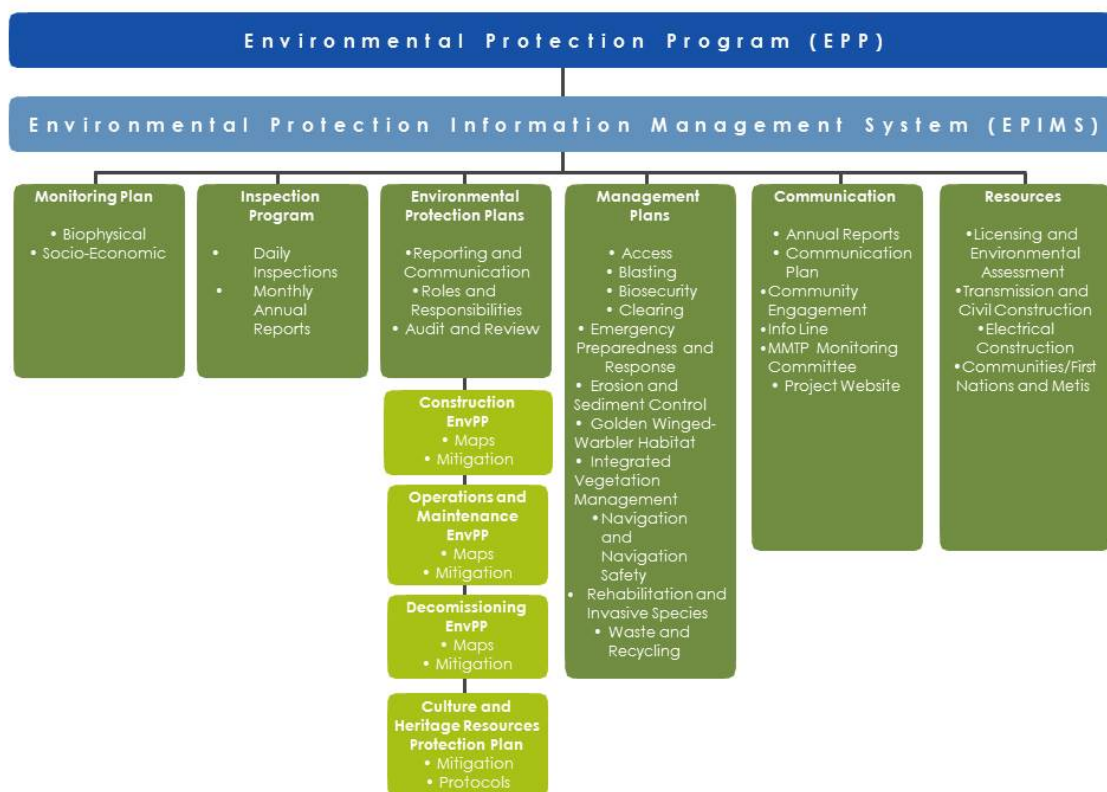 Environmental Protection Program (EPP)
Environmental Protection Information Management System (EPIMS)
Monitoring Plan
• Biophysical
• Socio-Economic
Inspection
Program
• Daily
Inspections
• Monthly
Annual
Reports
Environmental
Protection Plans
•Reporting and
Communication
• Roles and
Responsibilities
• Audit and Review
Construction
EnvPP
• Maps
• Mitigation
Operations and
Maintenance
EnvPP
• Maps
• Mitigation
Decomissioning
EnvPP
• Maps
• Mitigation
Culture and
Heritage Resources
Protection Plan
• Mitigation
• Protocols
Management
Plans
• Access
• Blasting
• Biosecurity
• Clearing
• Emergency
Preparedness and
Response
• Erosion and
Sediment Control
• Golden Winged-
Warbler Habitat
• Integrated
Vegetation
Management
•Navigation
and
Navigation
Safety
• Rehabilitation and
Invasive Species
• Waste and
Recycling
Communication
• Annual Reports
• Communication
Plan
•Community
Engagement
•Info Line
•MMTP Monitoring
Committee
• Project Website
Resources
•Licensing and
Environmental
Assessment
•Transmission and
Civil Construction
•Electrical
Construction
•Communities/First
Nations and Metis